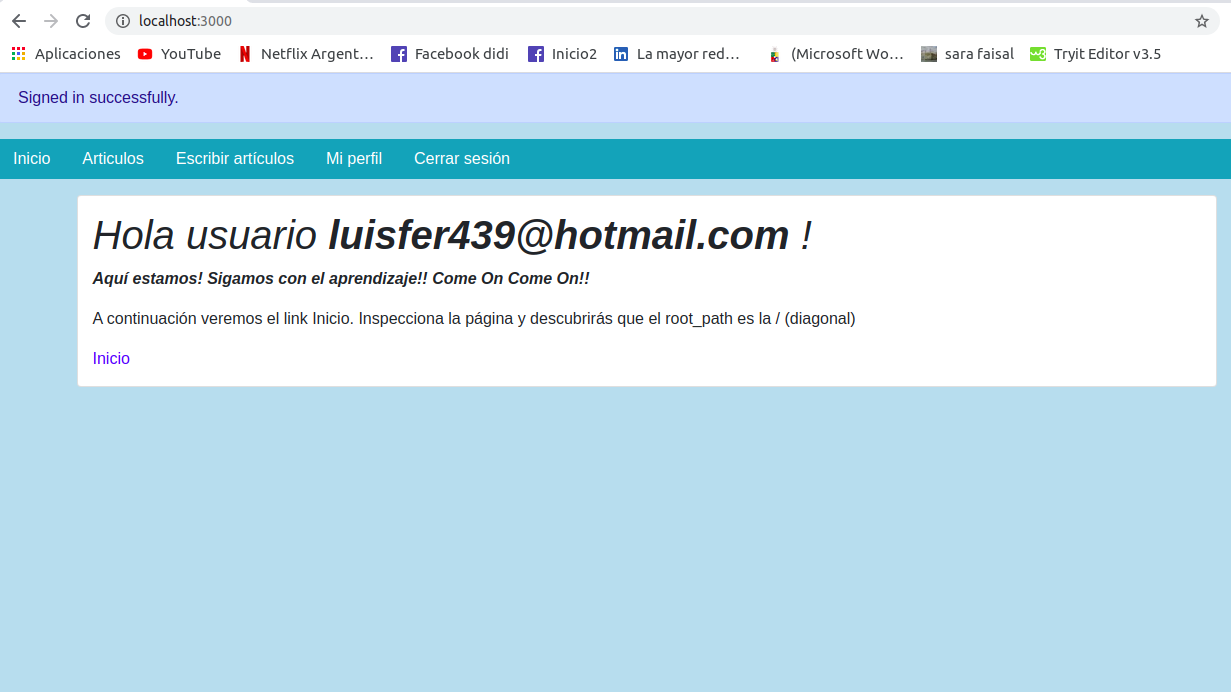 localhost:3000
Aplicaciones YouTube Netflix Argent... Facebook didi Inicio2 La mayor red... (Microsoft Wo... sara faisal Tryit Editor v3.5
Signed in successfully.
Inicio Articulos Escribir artículos Mi perfil Cerrar sesión
Hola usuario luisfer439@hotmail.com !
Aquí estamos! Sigamos con el aprendizaje!! Come On Come On!!
A continuación veremos el link Inicio. Inspecciona la página y descubrirás que el root_path es la / (diagonal)
Inicio